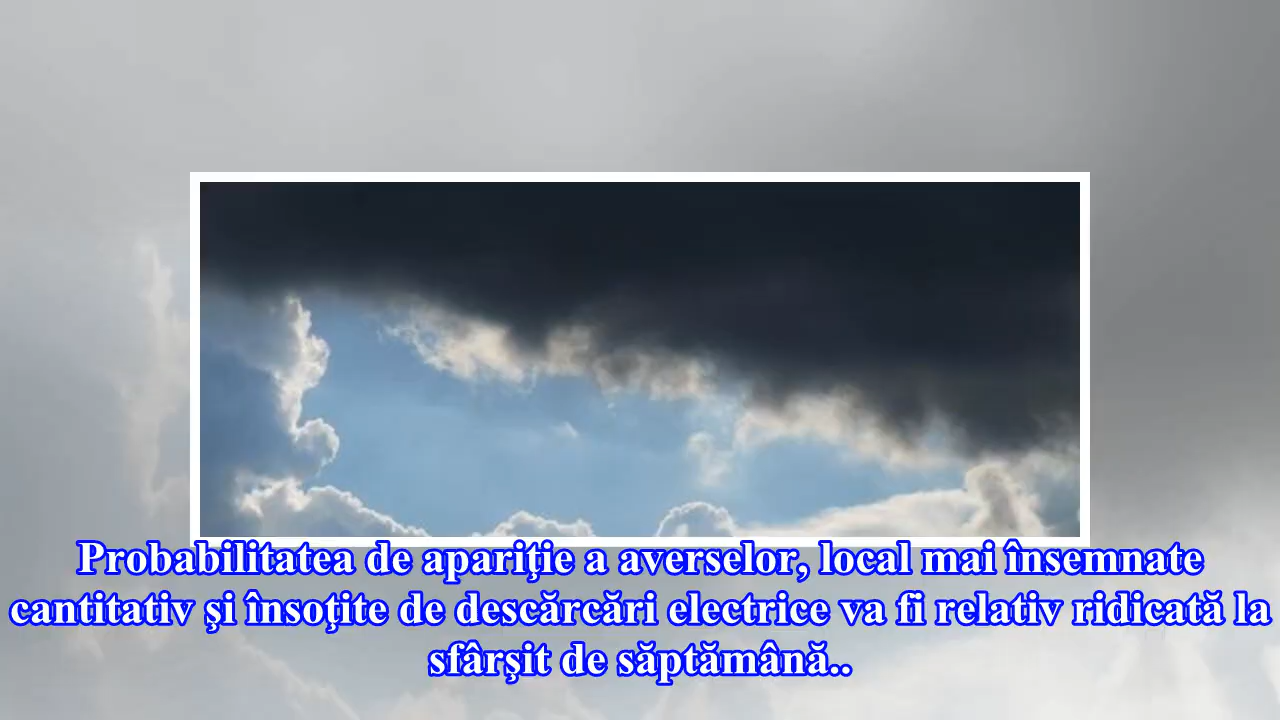 Probabilitatea de apariţie a averselor, local mai însemnate
cantitativ şi însoţite de descărcări electrice va fi relativ ridicată la
sfârşit de săptămână..